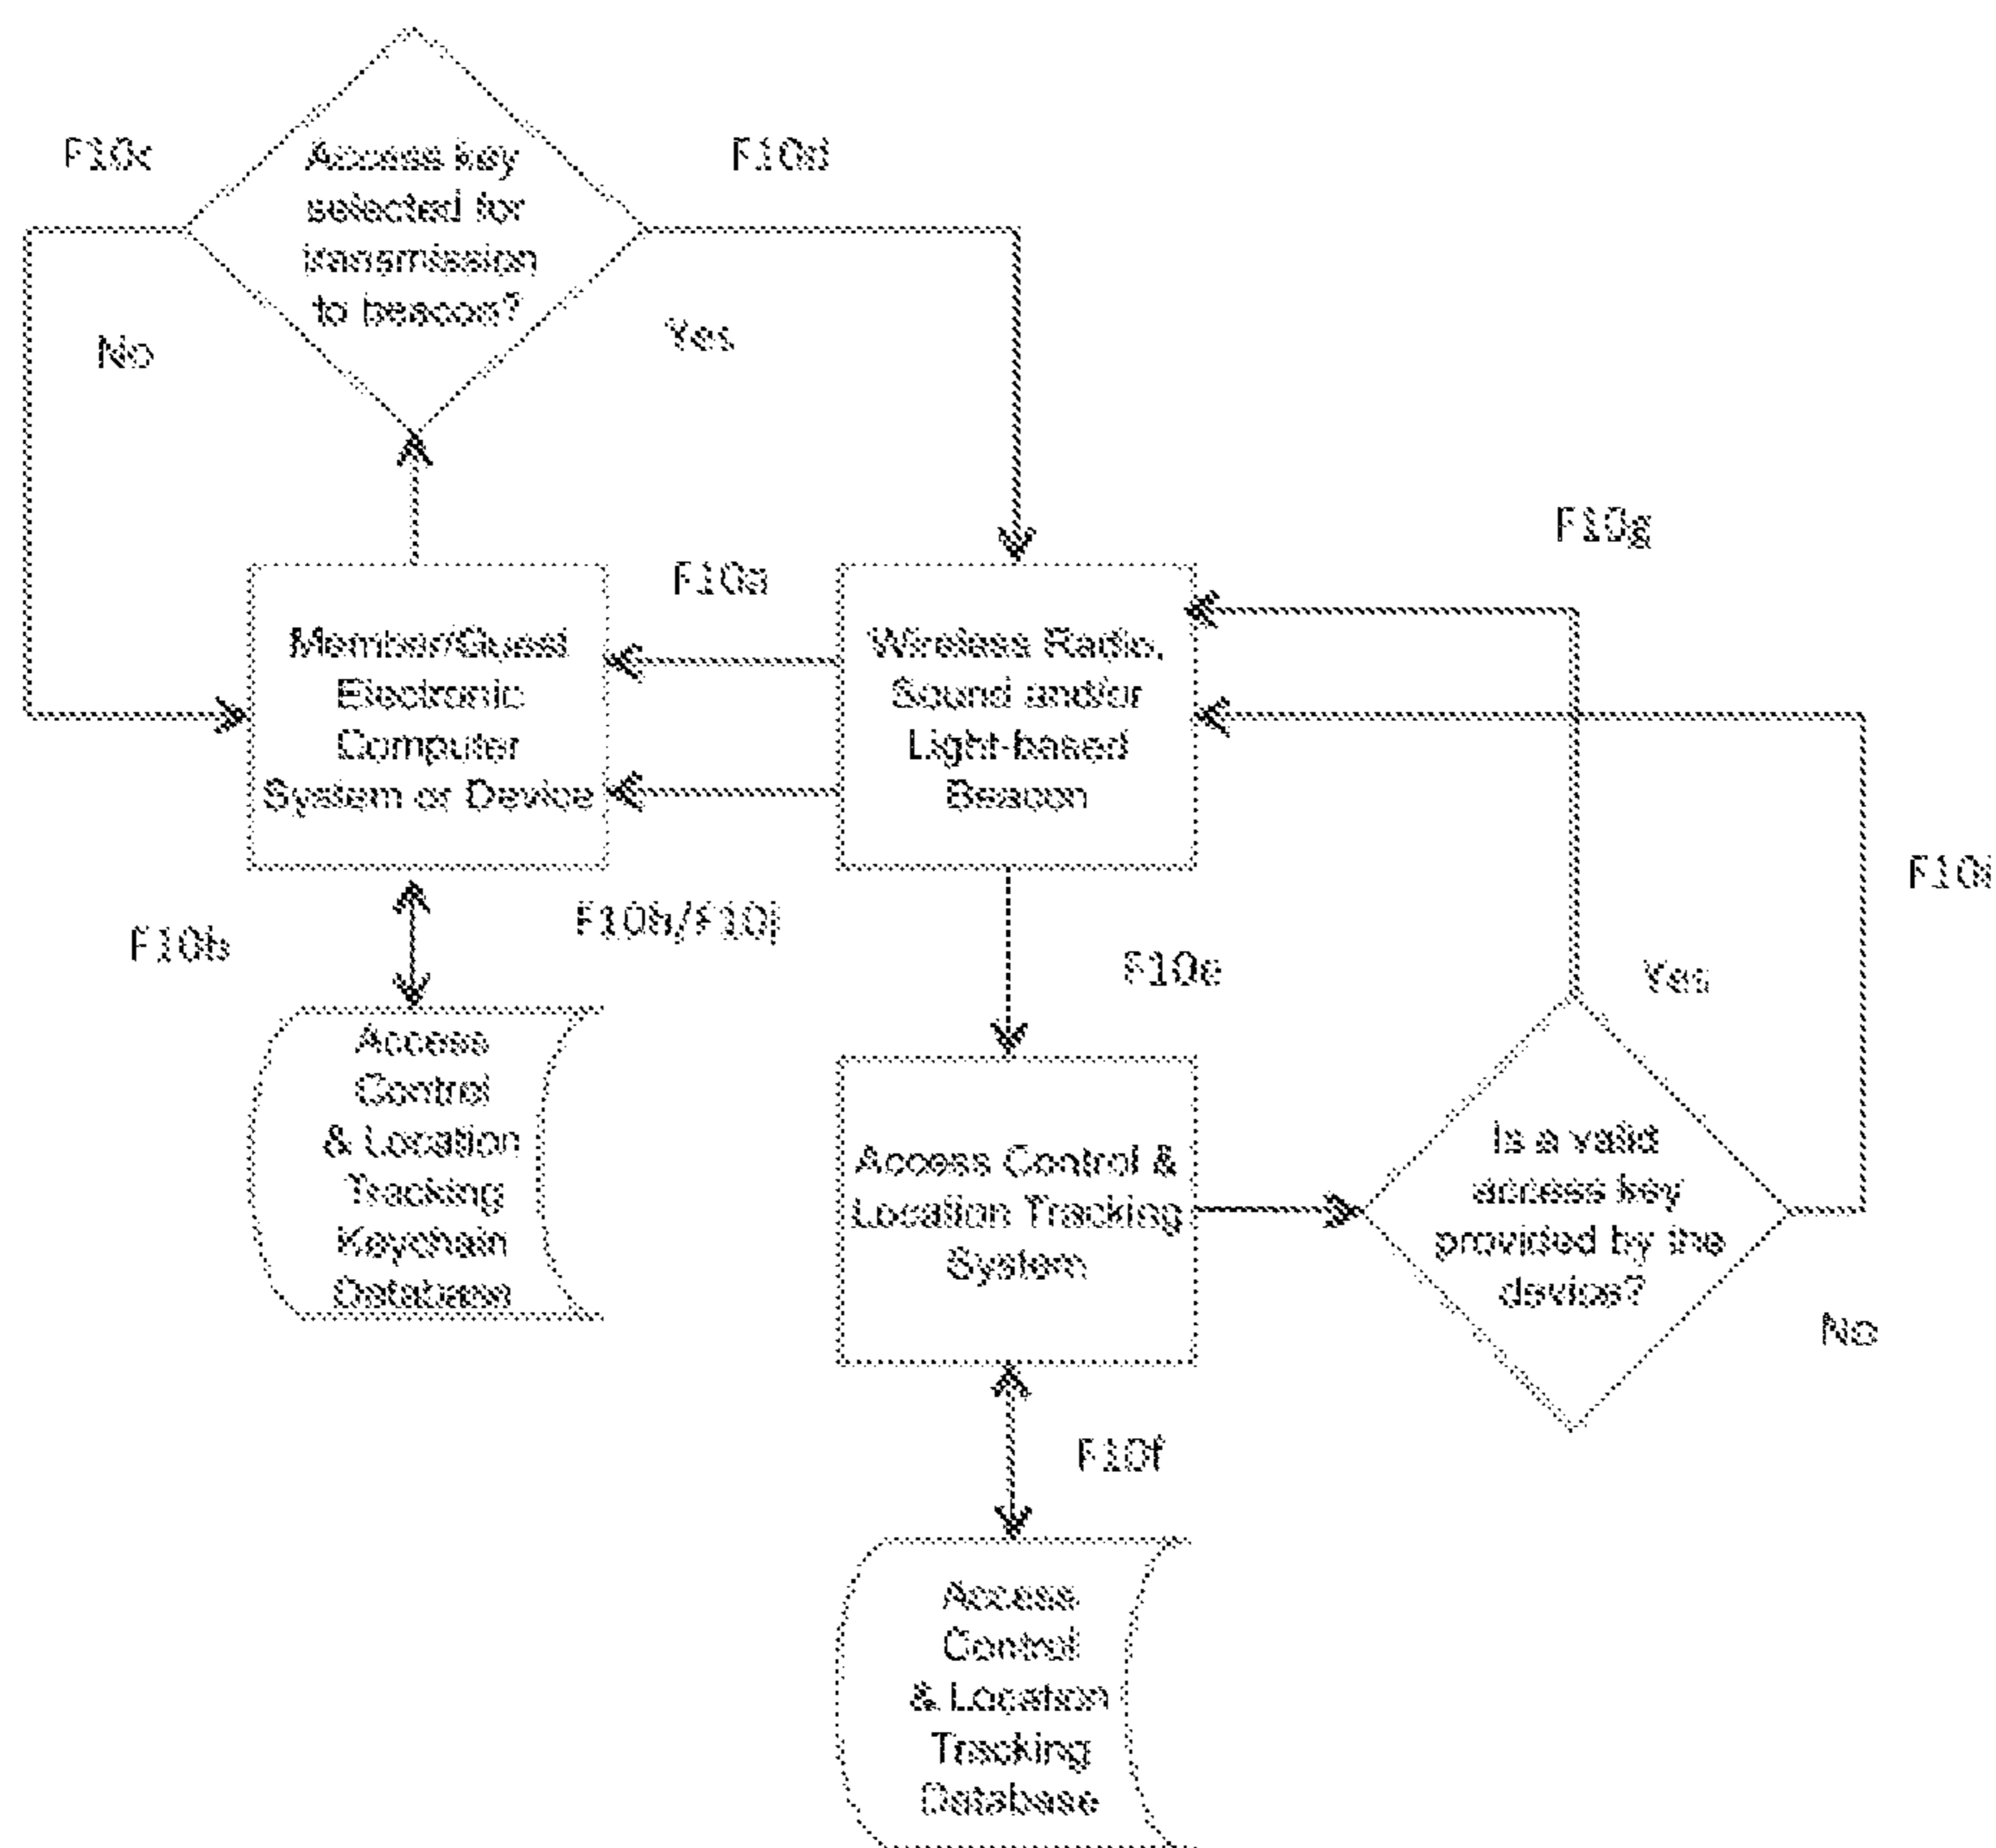 F10c
Access key
selected for
transmission
to beacon?
F10d
No
Yes
F10g
F10a
Member/Guest
Electronic
Computer
System or Device
Wireless Radio,
Sound and/or
Light-based
Beacon
F10i
F10b
F10h/F10j
F10e
Yes
Access
Control
& Location
Tracking
Keychain
Database
Access Control &
Location Tracking
System
Is a valid
access key
provided by the
device?
No
F10f
Access
Control
& Location
Tracking
Database